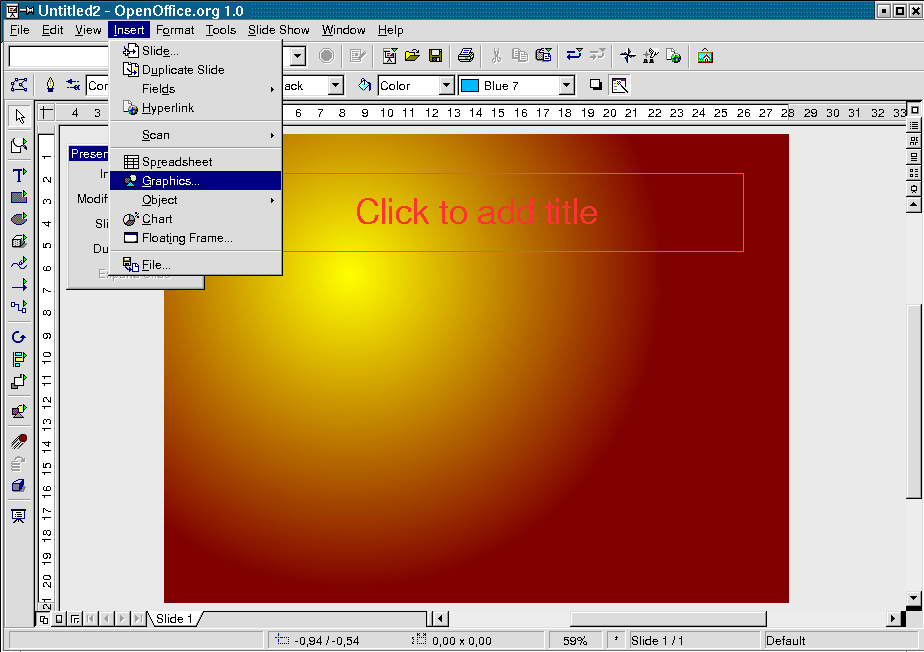 Untitled2 - OpenOffice.org 1.0
File Edit View Insert Format Tools Slide Show Window Help
Slide...
Duplicate Slide
Fields
Hyperlink
Scan
Spreadsheet
Graphics...
Object
Chart
Floating Frame...
File...
Cor
ack
Color
Blue 7
4 3 6 7 8 9 10 11 12 13 14 15 16 17 18 19 20 21 22 23 24 25 26 27 28 29 30 31 32 33
1
2
3
4
5
6
7
8
9
10
11
12
13
14
15
16
17
18
19
20
21
Presen
In
Modif
Sli
Du
Expand Slide
Click to add title
Slide 1
-0,94 / -0,54 0,00 x 0,00 59% * Slide 1 / 1 Default